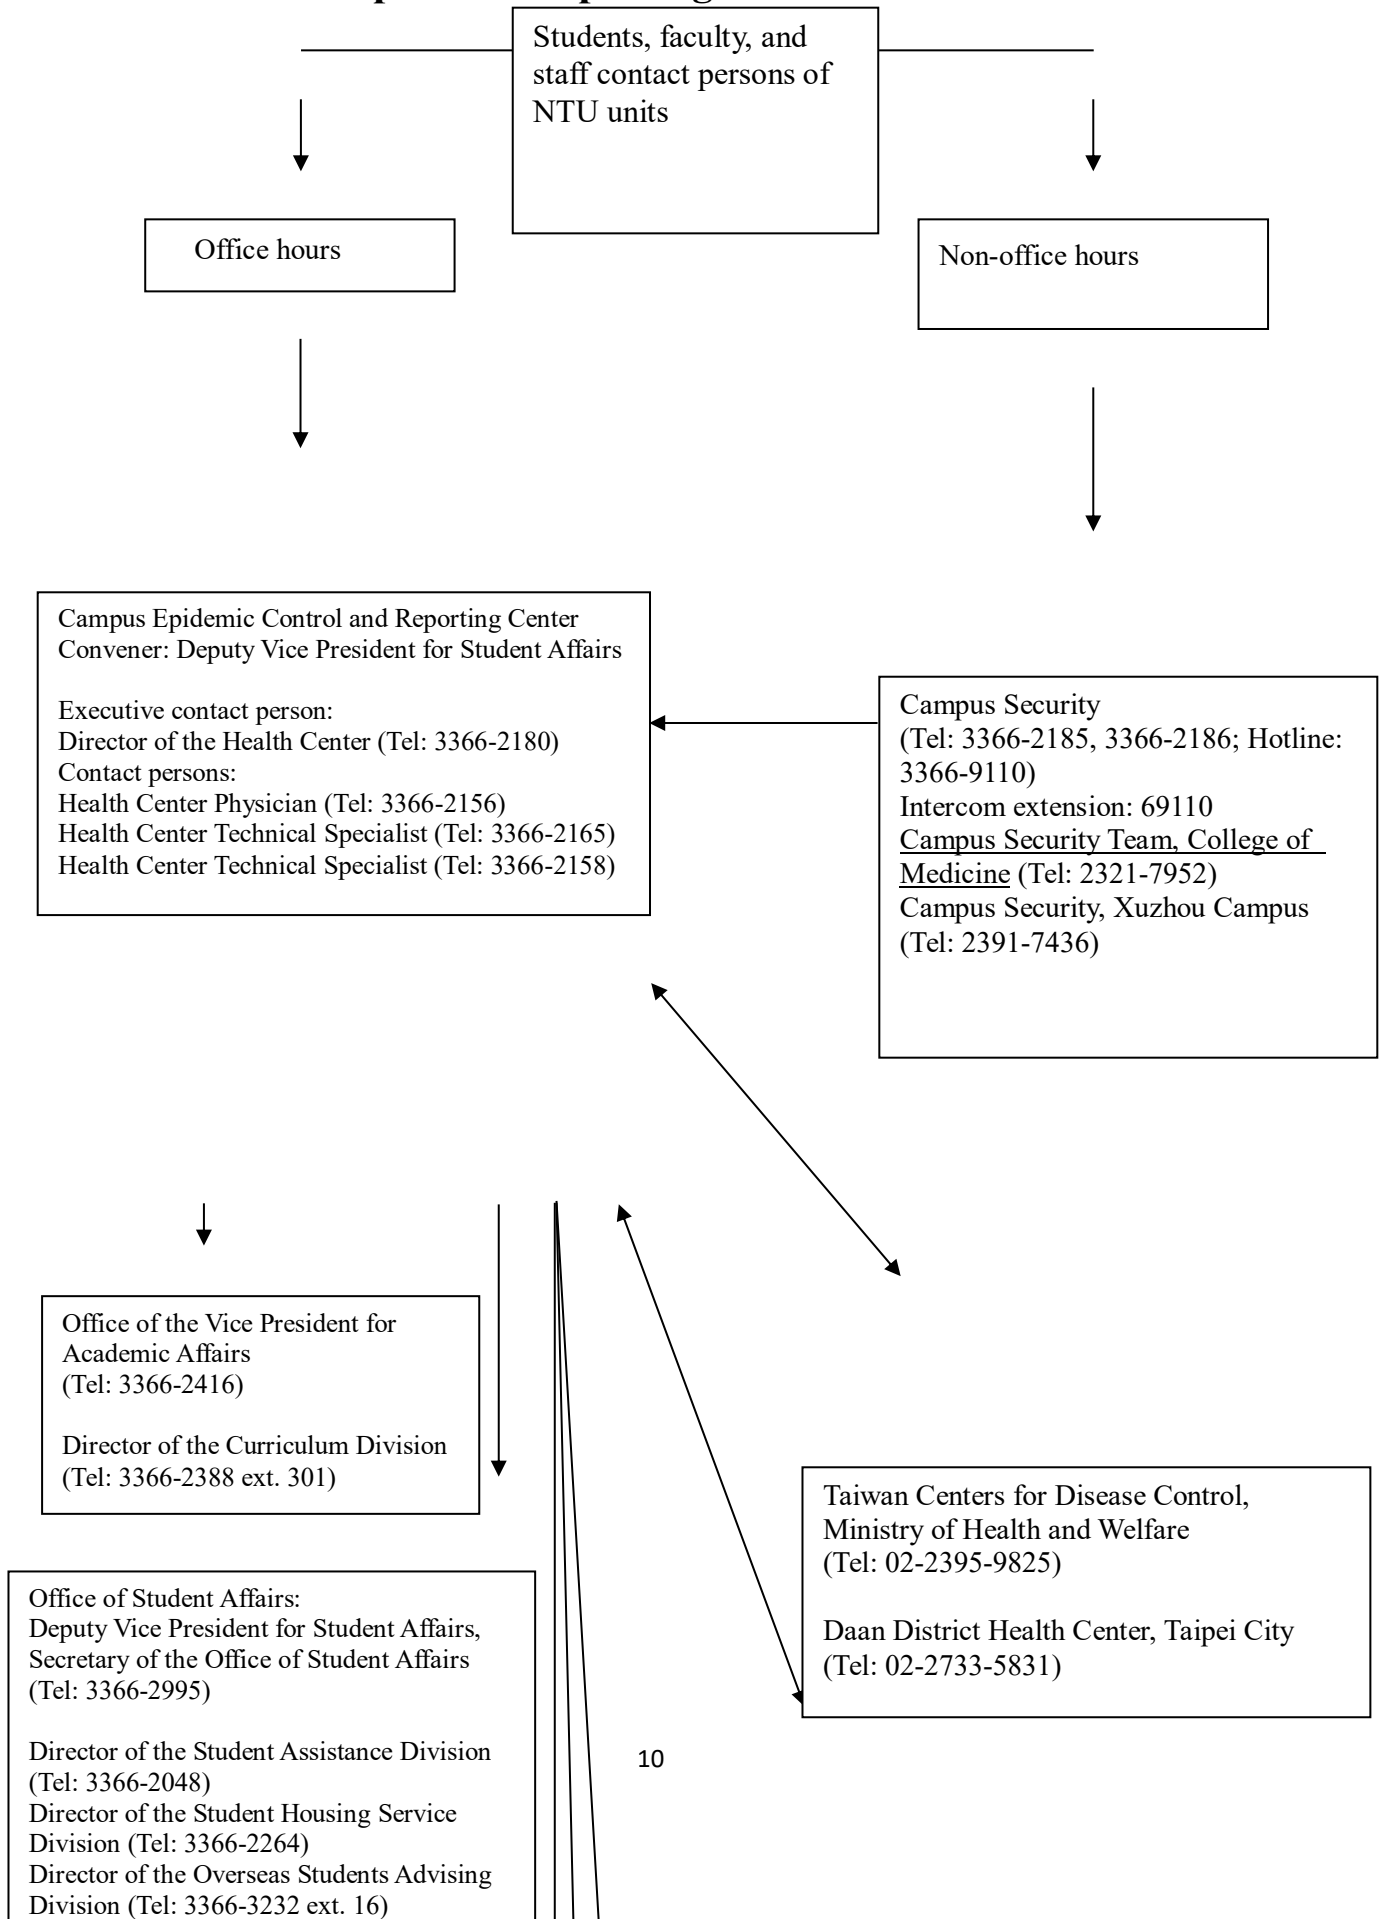 Students, faculty, and
staff contact persons of
NTU units
Office hours
Non-office hours
Campus Epidemic Control and Reporting Center
Convener: Deputy Vice President for Student Affairs
Executive contact person:
Director of the Health Center (Tel: 3366-2180)
Contact persons:
Health Center Physician (Tel: 3366-2156)
Health Center Technical Specialist (Tel: 3366-2165)
Health Center Technical Specialist (Tel: 3366-2158)
Campus Security
(Tel: 3366-2185, 3366-2186; Hotline:
3366-9110)
Intercom extension: 69110
Campus Security Team, College of
Medicine (Tel: 2321-7952)
Campus Security, Xuzhou Campus
(Tel: 2391-7436)
Office of the Vice President for
Academic Affairs
(Tel: 3366-2416)
Director of the Curriculum Division
(Tel: 3366-2388 ext. 301)
Taiwan Centers for Disease Control,
Ministry of Health and Welfare
(Tel: 02-2395-9825)
Daan District Health Center, Taipei City
(Tel: 02-2733-5831)
Office of Student Affairs:
Deputy Vice President for Student Affairs,
Secretary of the Office of Student Affairs
(Tel: 3366-2995)
Director of the Student Assistance Division
(Tel: 3366-2048)
Director of the Student Housing Service
Division (Tel: 3366-2264)
Director of the Overseas Students Advising
Division (Tel: 3366-3232 ext. 16)
10